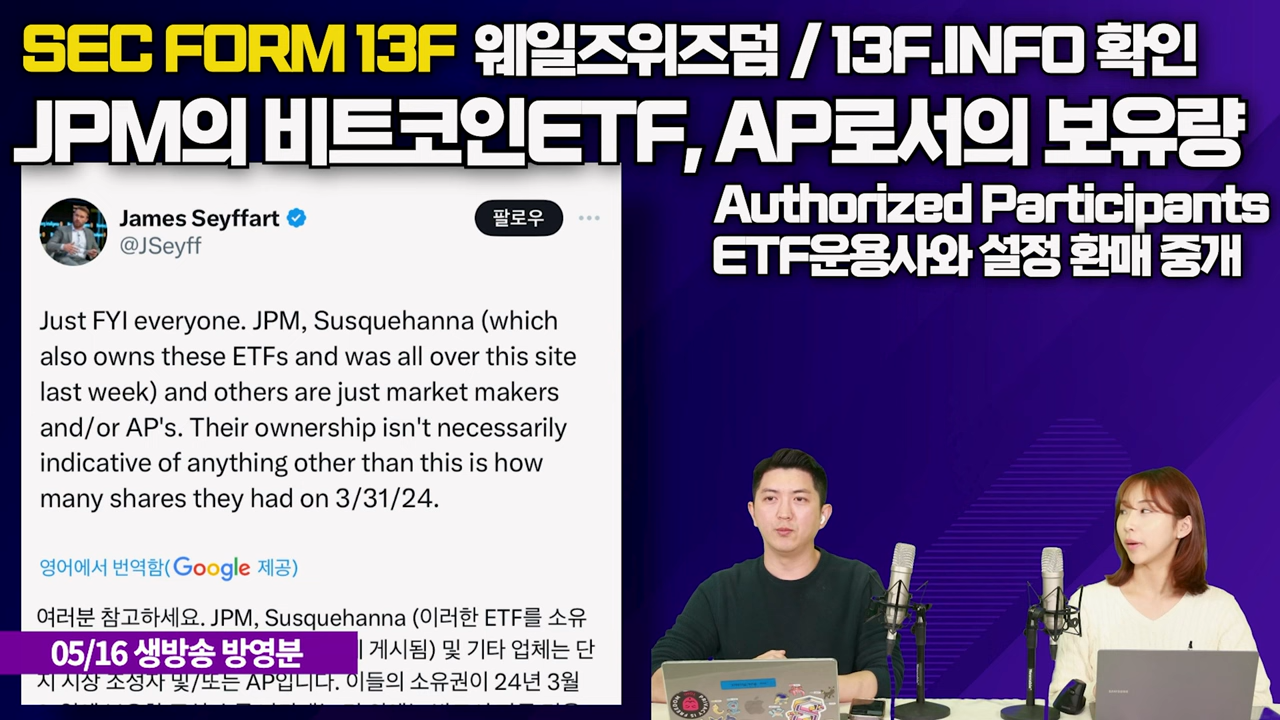 SEC FORM 13F 웨일즈위즈덤 / 13F.INFO 확인
JPM의 비트코인ETF, AP로서의 보유량
Authorized Participants
ETF운용사와 설정 환매 중개
James Seyffart
@JSeyff
팔로우
Just FYI everyone. JPM, Susquehanna (which
also owns these ETFs and was all over this site
last week) and others are just market makers
and/or AP's. Their ownership isn't necessarily
indicative of anything other than this is how
many shares they had on 3/31/24.
영어에서 번역함(Google 제공)
여러분 참고하세요. JPM, Susquehanna (이러한 ETF를 소유
게시됨) 및 기타 업체는 단
지 시장 조성자 및/또는 AP입니다. 이들의 소유권이 24년 3월
05/16 생방송 방영분